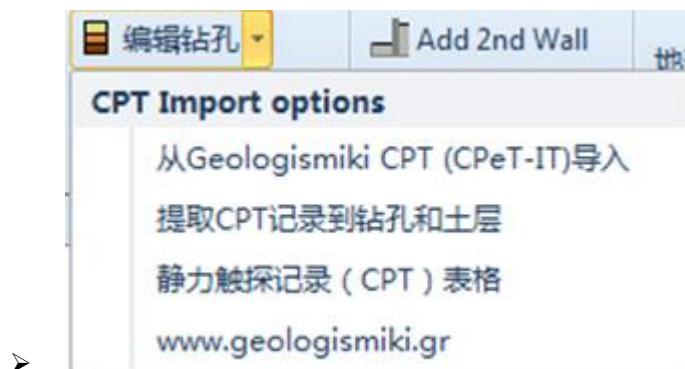 编辑钻孔 Add 2nd Wall
CPT Import options
从Geologismiki CPT (CPeT-IT)导入
提取CPT记录到钻孔和土层
静力触探记录（CPT）表格
www.geologismiki.gr